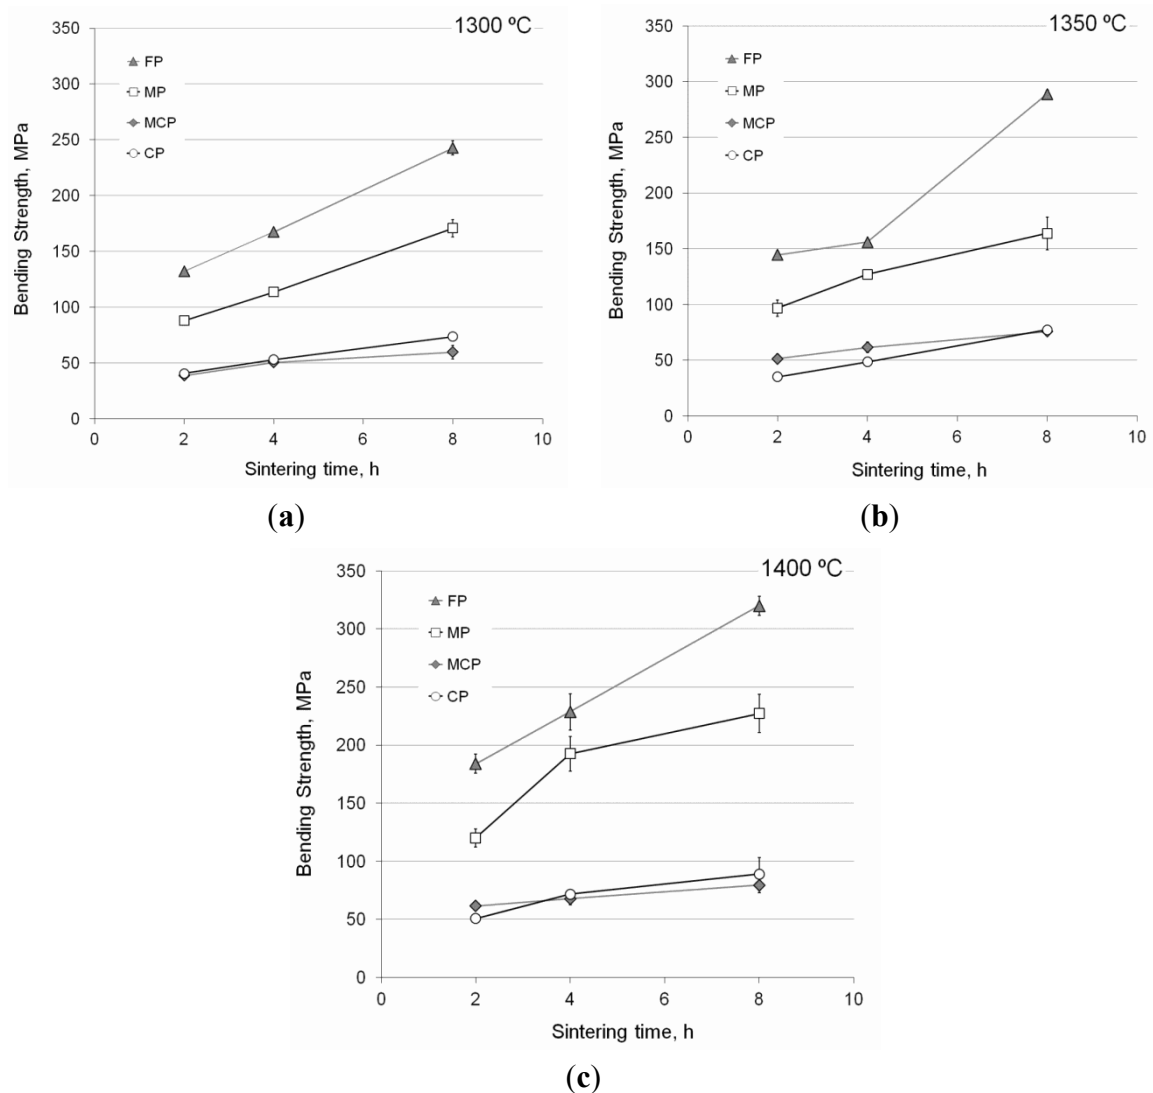 1300 ºC
350
300
250
200
150
100
50
0
FP
MP
MCP
CP
Bending Strength, MPa
0 2 4 6 8 10
Sintering time, h
(a)
1350 ºC
350
300
250
200
150
100
50
0
FP
MP
MCP
CP
Bending Strength, MPa
0 2 4 6 8 10
Sintering time, h
(b)
1400 ºC
350
300
250
200
150
100
50
0
FP
MP
MCP
CP
Bending Strength, MPa
0 2 4 6 8 10
Sintering time, h
(c)